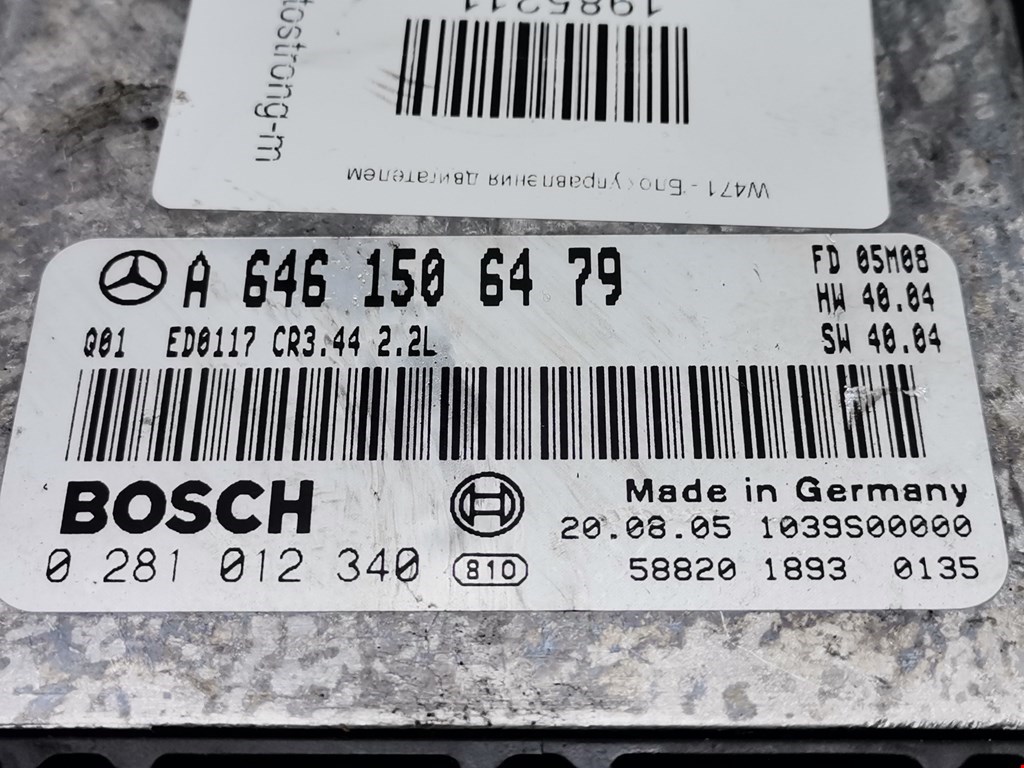 1985211
tostrong-m
W471 - Блок управления двигателем
A 646 150 64 79
FD 05M08
HW 40.04
Q01 ED0117 CR3.44 2.2L
SW 40.04
BOSCH
Made in Germany
20.08.05 1039S00000
0 281 012 340 810
58820 1893 0135